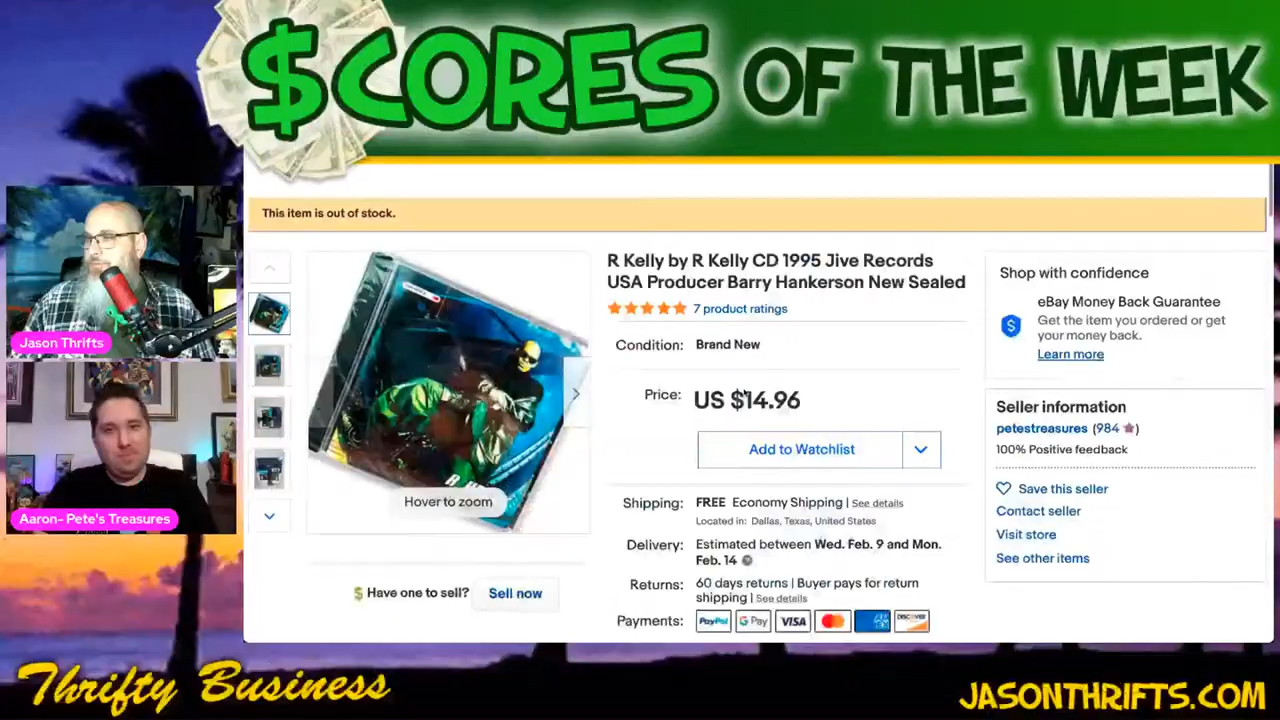 $CORES OF THE WEEK
This item is out of stock.
R Kelly by R Kelly CD 1995 Jive Records
USA Producer Barry Hankerson New Sealed
7 product ratings
Condition: Brand New
Price: US $14.96
Add to Watchlist
Shipping: FREE Economy Shipping | See details
Located in: Dallas, Texas, United States
Delivery: Estimated between Wed. Feb. 9 and Mon.
Feb. 14
Returns: 60 days returns | Buyer pays for return
shipping | See details
Payments: PayPal G Pay VISA
Hover to zoom
$ Have one to sell? Sell now
Shop with confidence
eBay Money Back Guarantee
Get the item you ordered or get
your money back.
Learn more
Seller information
petestreasures (984)
100% Positive feedback
Save this seller
Contact seller
Visit store
See other items
Jason Thrifts
Aaron- Pete's Treasures
Thrifty Business
JASONTHRIFTS.COM